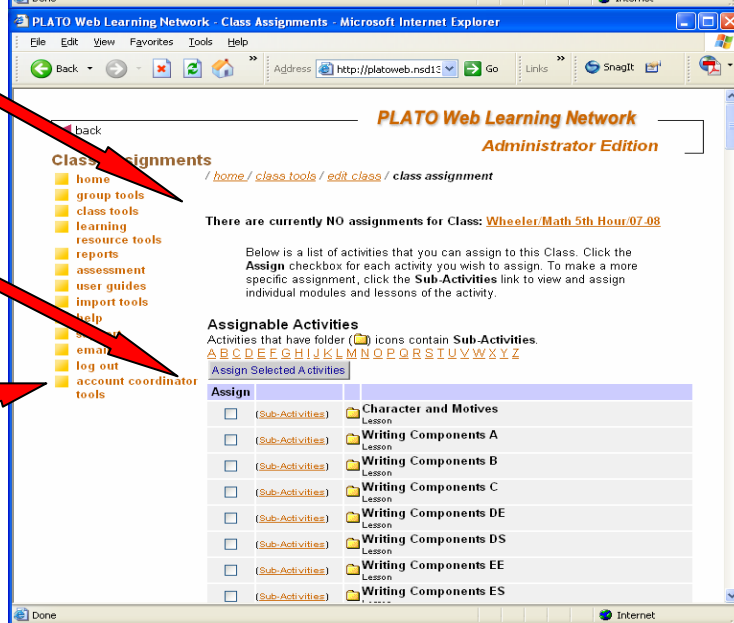 Done Internet
PLATO Web Learning Network - Class Assignments - Microsoft Internet Explorer
File Edit View Favorites Tools Help
Back » Address http://platoweb.nsd13 Go Links » SnagIt
back
PLATO Web Learning Network
Administrator Edition
Class Assignments
/ home / class tools / edit class / class assignment
home
group tools
class tools
learning
resource tools
reports
assessment
user guides
import tools
help
email
log out
account coordinator
tools
There are currently NO assignments for Class: Wheeler/Math 5th Hour/07-08
Below is a list of activities that you can assign to this Class. Click the
Assign checkbox for each activity you wish to assign. To make a more
specific assignment, click the Sub-Activities link to view and assign
individual modules and lessons of the activity.
Assignable Activities
Activities that have folder ( ) icons contain Sub-Activities.
A B C D E F G H I J K L M N O P Q R S T U V W X Y Z
Assign Selected Activities
Assign
(Sub-Activities) Character and Motives
Lesson
(Sub-Activities) Writing Components A
Lesson
(Sub-Activities) Writing Components B
Lesson
(Sub-Activities) Writing Components C
Lesson
(Sub-Activities) Writing Components DE
Lesson
(Sub-Activities) Writing Components DS
Lesson
(Sub-Activities) Writing Components EE
Lesson
(Sub-Activities) Writing Components ES
Done Internet